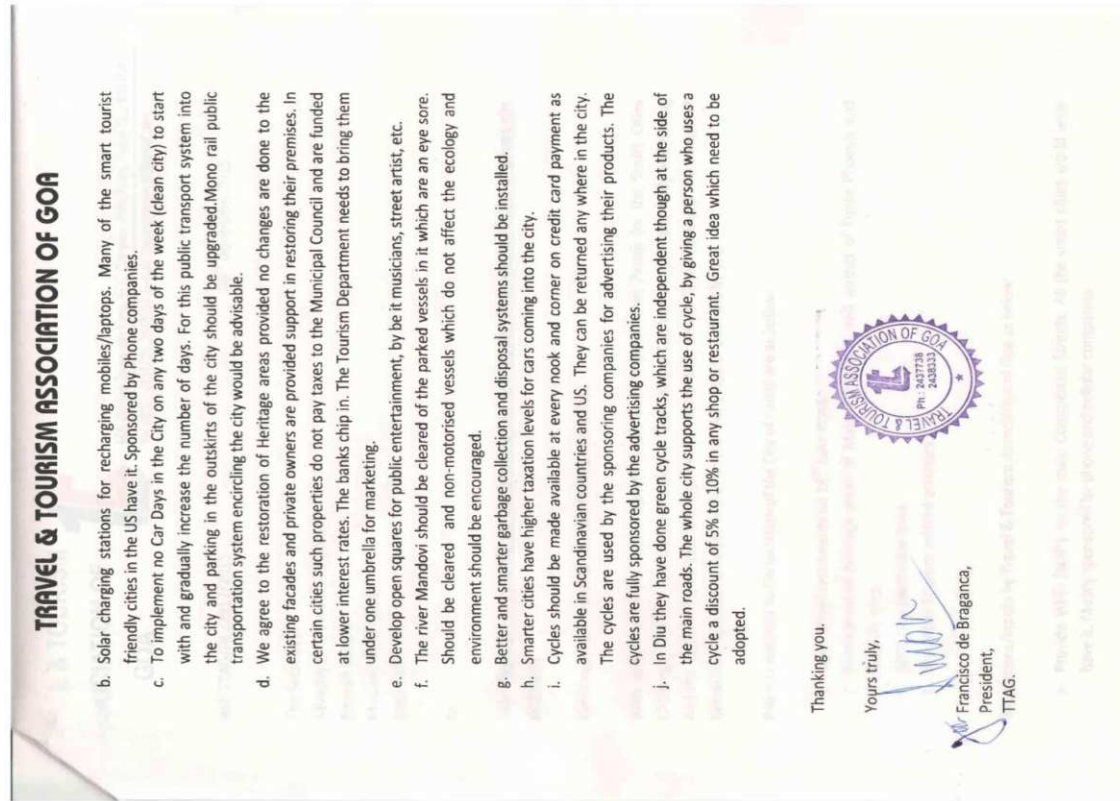 TRAVEL & TOURISM ASSOCIATION OF GOA
b. Solar charging stations for recharging mobiles/laptops. Many of the smart tourist
friendly cities in the US have it. Sponsored by Phone companies.
c. To implement no Car Days in the City on any two days of the week (clean city) to start
with and gradually increase the number of days. For this public transport system into
the city and parking in the outskirts of the city should be upgraded.Mono rail public
transportation system encircling the city would be advisable.
d. We agree to the restoration of Heritage areas provided no changes are done to the
existing facades and private owners are provided support in restoring their premises. In
certain cities such properties do not pay taxes to the Municipal Council and are funded
at lower interest rates. The banks chip in. The Tourism Department needs to bring them
under one umbrella for marketing.
e. Develop open squares for public entertainment, by be it musicians, street artist, etc.
f. The river Mandovi should be cleared of the parked vessels in it which are an eye sore.
Should be cleared and non-motorised vessels which do not affect the ecology and
environment should be encouraged.
g. Better and smarter garbage collection and disposal systems should be installed.
h. Smarter cities have higher taxation levels for cars coming into the city.
i. Cycles should be made available at every nook and corner on credit card payment as
available in Scandinavian countries and US. They can be returned any where in the city.
The cycles are used by the sponsoring companies for advertising their products. The
cycles are fully sponsored by the advertising companies.
j. In Diu they have done green cycle tracks, which are independent though at the side of
the main roads. The whole city supports the use of cycle, by giving a person who uses a
cycle a discount of 5% to 10% in any shop or restaurant. Great idea which need to be
adopted.
Thanking you.
Yours truly,
Francisco de Braganca,
President,
TTAG.
TRAVEL & TOURISM ASSOCIATION OF GOA
Ph.: 2437738
2438333